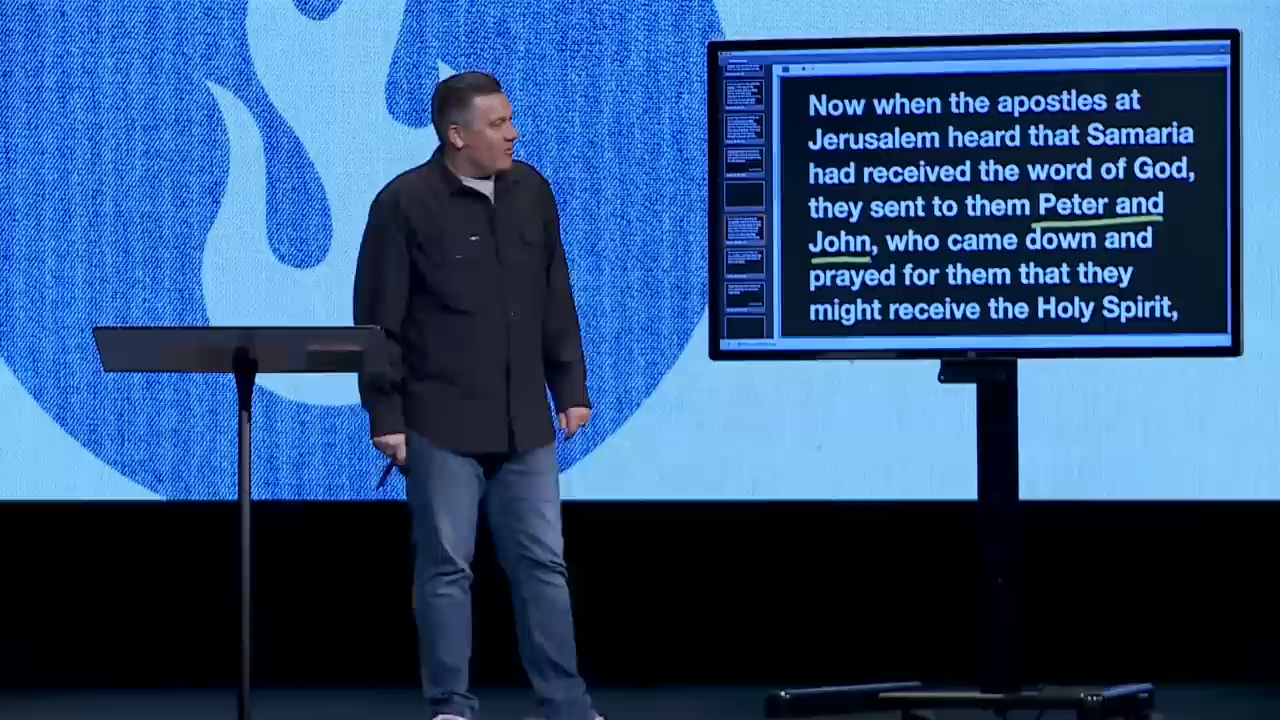 Now when the apostles at
Jerusalem heard that Samaria
had received the word of God,
they sent to them Peter and
John, who came down and
prayed for them that they
might receive the Holy Spirit,